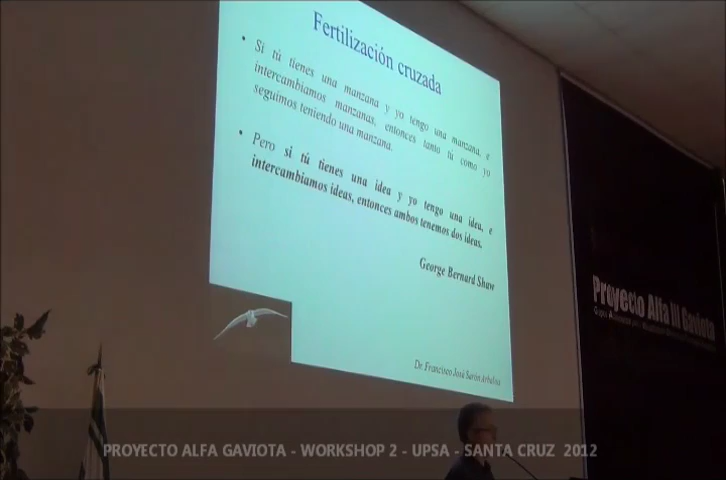 Fertilización cruzada
• Si tú tienes una manzana y yo tengo una manzana, e
intercambiamos manzanas, entonces tanto tú como yo
seguimos teniendo una manzana.
• Pero si tú tienes una idea y yo tengo una idea, e
intercambiamos ideas, entonces ambos tenemos dos ideas.
George Bernard Shaw
Dr. Francisco José
Proyecto Alfa III Gaviota
PROYECTO ALFA GAVIOTA - WORKSHOP 2 - UPSA - SANTA CRUZ 2012